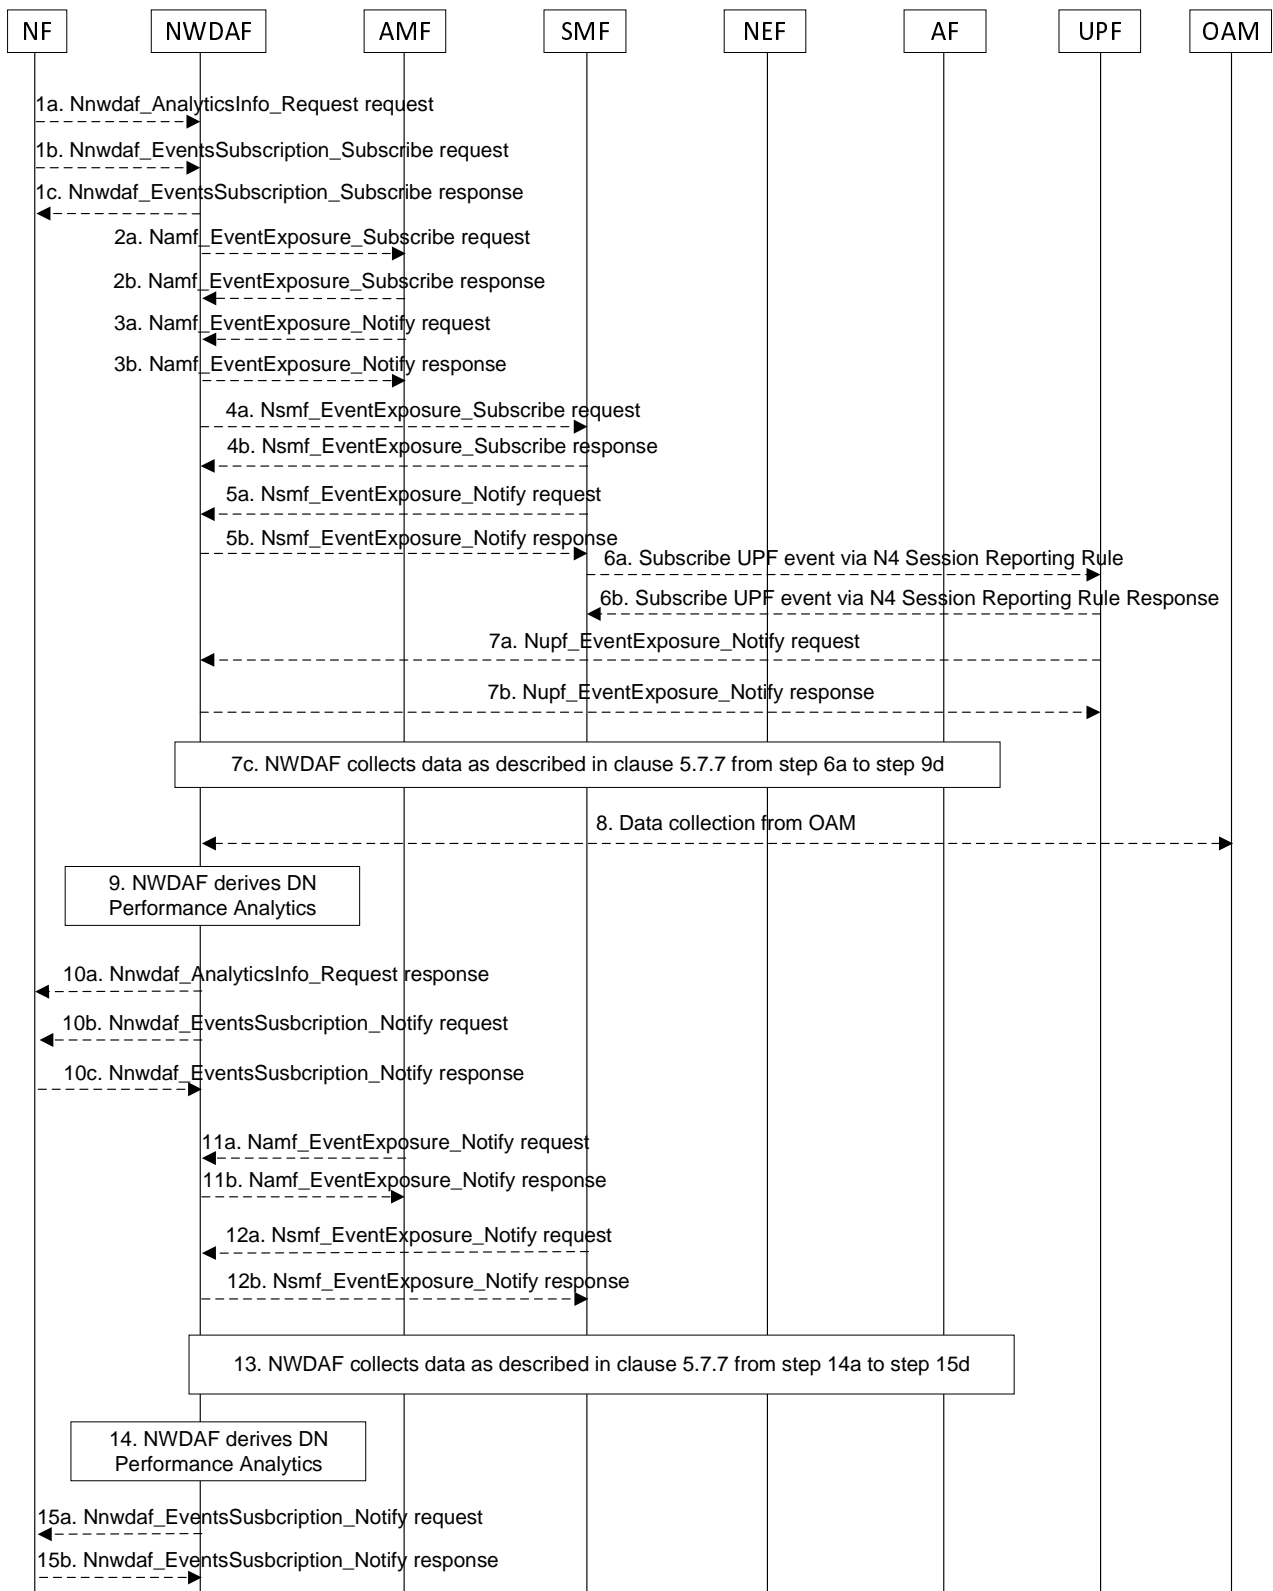 NF
NWDAF
AMF
SMF
NEF
AF
UPF
OAM
1a. Nnwdaf_AnalyticsInfo_Request request
1b. Nnwdaf_EventsSubscription_Subscribe request
1c. Nnwdaf_EventsSubscription_Subscribe response
2a. Namf_EventExposure_Subscribe request
2b. Namf_EventExposure_Subscribe response
3a. Namf_EventExposure_Notify request
3b. Namf_EventExposure_Notify response
4a. Nsmf_EventExposure_Subscribe request
4b. Nsmf_EventExposure_Subscribe response
5a. Nsmf_EventExposure_Notify request
5b. Nsmf_EventExposure_Notify response
6a. Subscribe UPF event via N4 Session Reporting Rule
6b. Subscribe UPF event via N4 Session Reporting Rule Response
7a. Nupf_EventExposure_Notify request
7b. Nupf_EventExposure_Notify response
7c. NWDAF collects data as described in clause 5.7.7 from step 6a to step 9d
8. Data collection from OAM
9. NWDAF derives DN
Performance Analytics
10a. Nnwdaf_AnalyticsInfo_Request response
10b. Nnwdaf_EventsSusbcription_Notify request
10c. Nnwdaf_EventsSusbcription_Notify response
11a. Namf_EventExposure_Notify request
11b. Namf_EventExposure_Notify response
12a. Nsmf_EventExposure_Notify request
12b. Nsmf_EventExposure_Notify response
13. NWDAF collects data as described in clause 5.7.7 from step 14a to step 15d
14. NWDAF derives DN
Performance Analytics
15a. Nnwdaf_EventsSusbcription_Notify request
15b. Nnwdaf_EventsSusbcription_Notify response